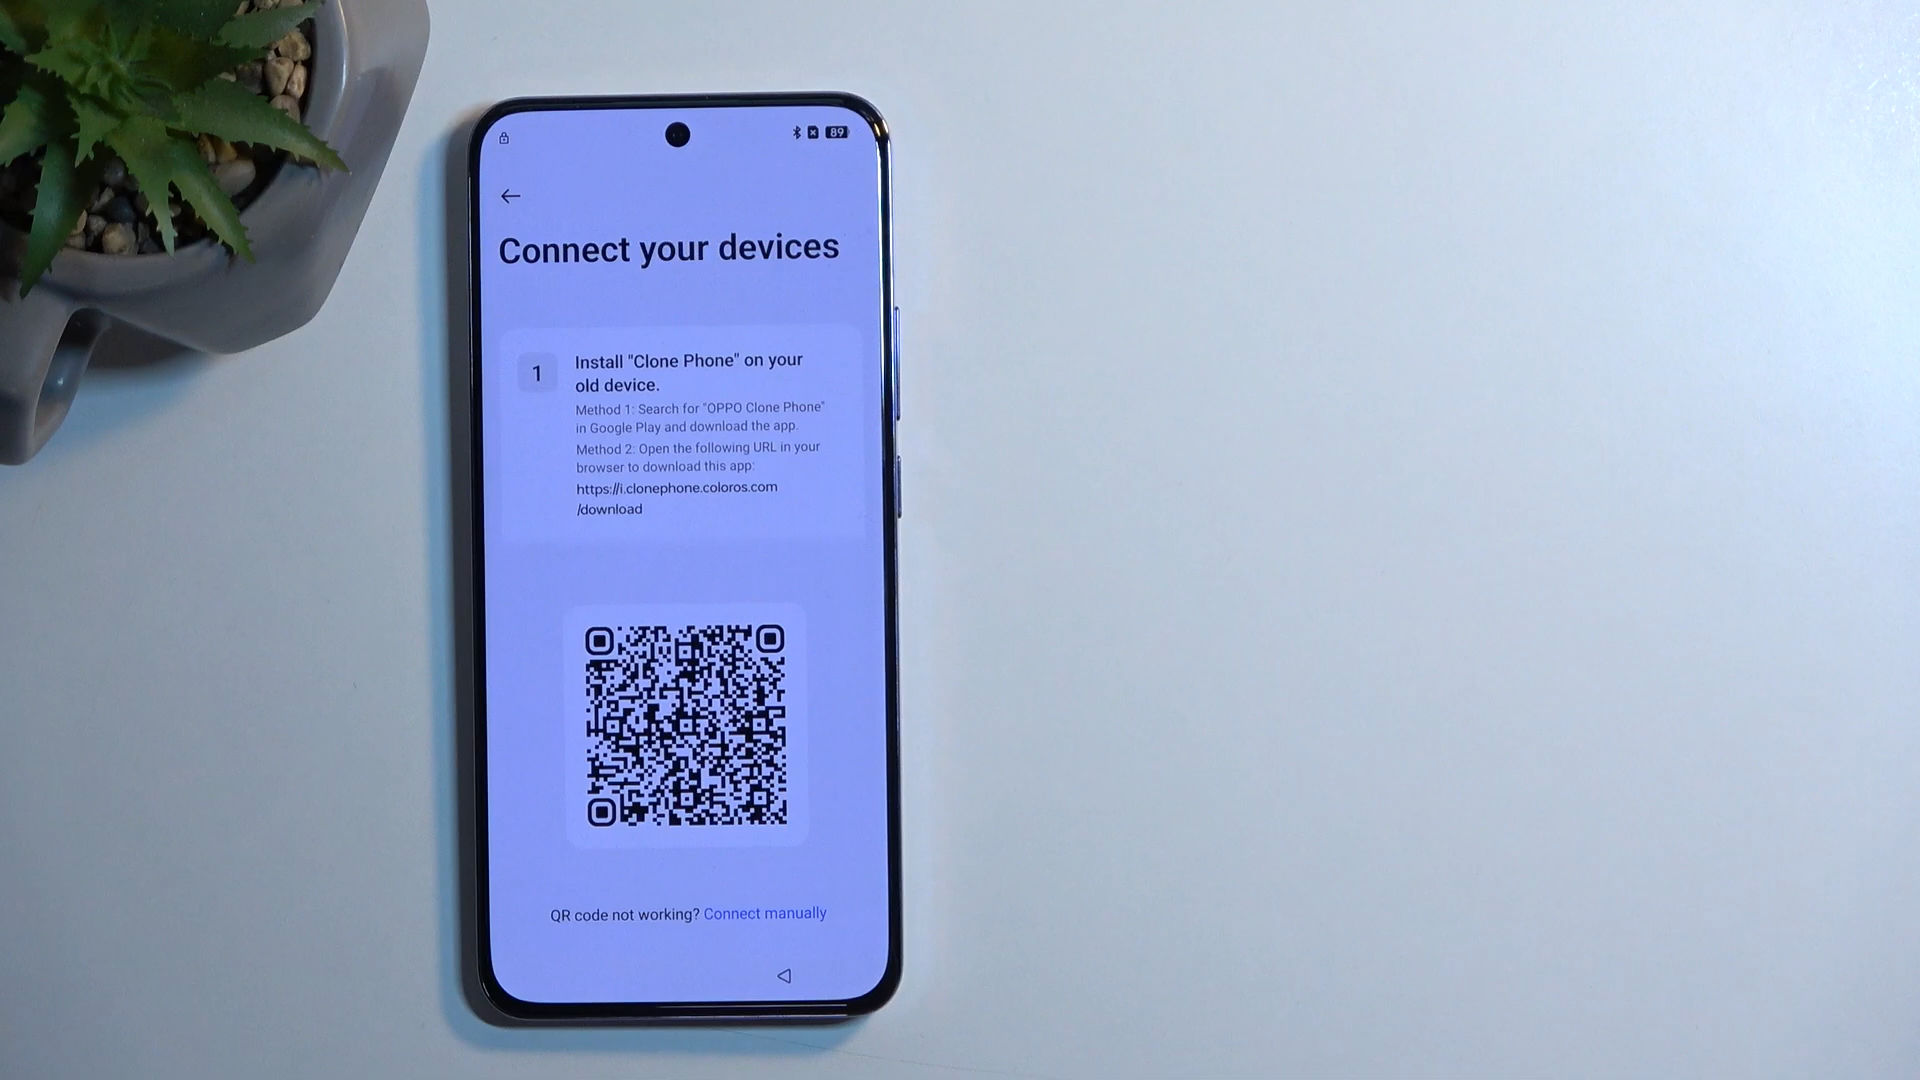 89
Connect your devices
1
Install "Clone Phone" on your
old device.
Method 1: Search for "OPPO Clone Phone"
in Google Play and download the app.
Method 2: Open the following URL in your
browser to download this app:
https://i.clonephone.coloros.com
/download
QR code not working? Connect manually